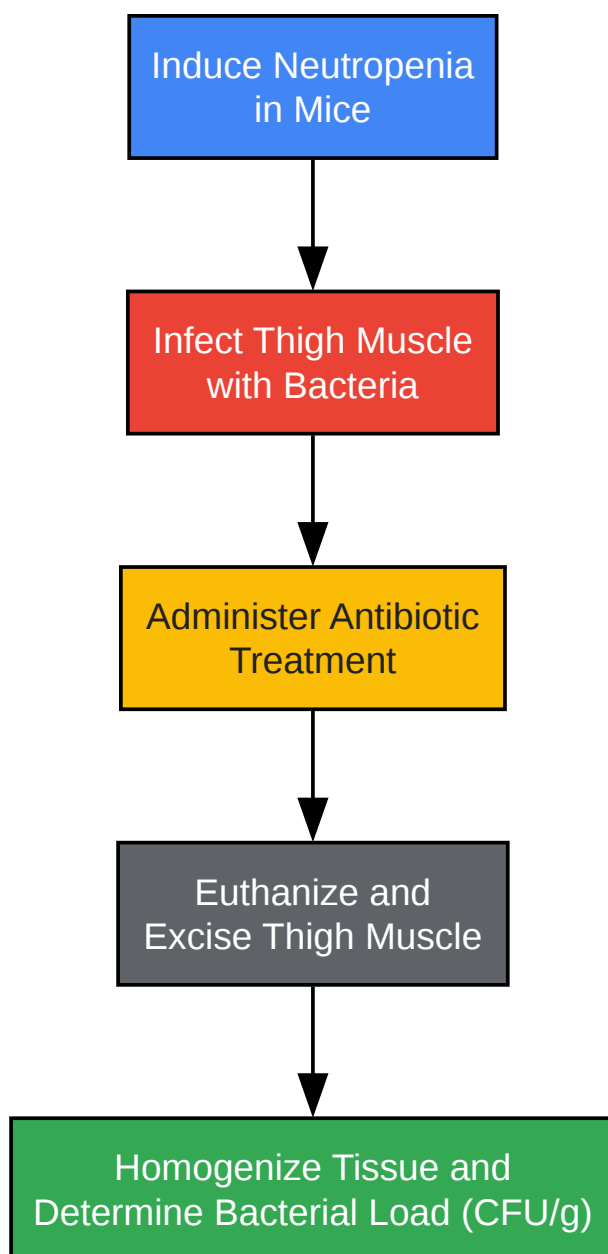 Induce Neutropenia
in Mice
Infect Thigh Muscle
with Bacteria
Administer Antibiotic
Treatment
Euthanize and
Excise Thigh Muscle
Homogenize Tissue and
Determine Bacterial Load (CFU/g)